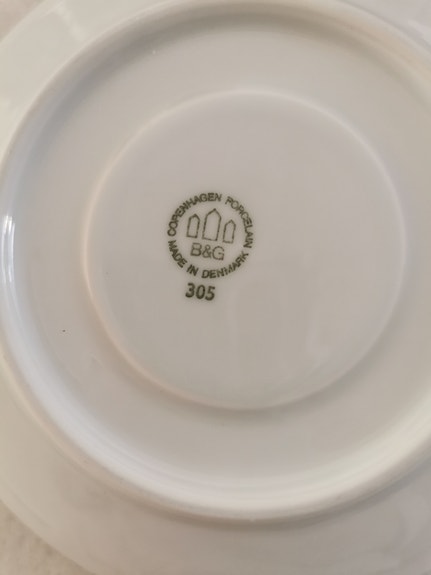 COPENHAGEN PORCELAIN
B&G
MADE IN DENMARK
305